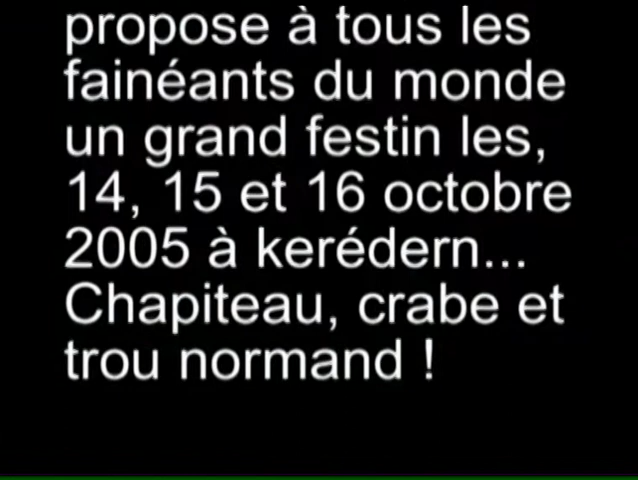 propose à tous les
fainéants du monde
un grand festin les,
14, 15 et 16 octobre
2005 à kerédern...
Chapiteau, crabe et
trou normand !